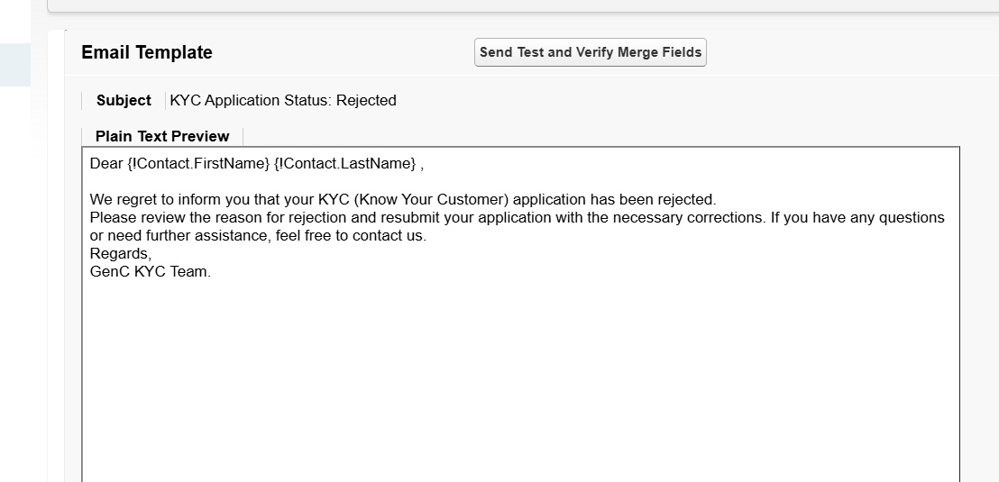 Email Template
Send Test and Verify Merge Fields
Subject
KYC Application Status: Rejected
Plain Text Preview
Dear {!Contact.FirstName} {!Contact.LastName} ,
We regret to inform you that your KYC (Know Your Customer) application has been rejected.
Please review the reason for rejection and resubmit your application with the necessary corrections. If you have any questions
or need further assistance, feel free to contact us.
Regards,
GenC KYC Team.